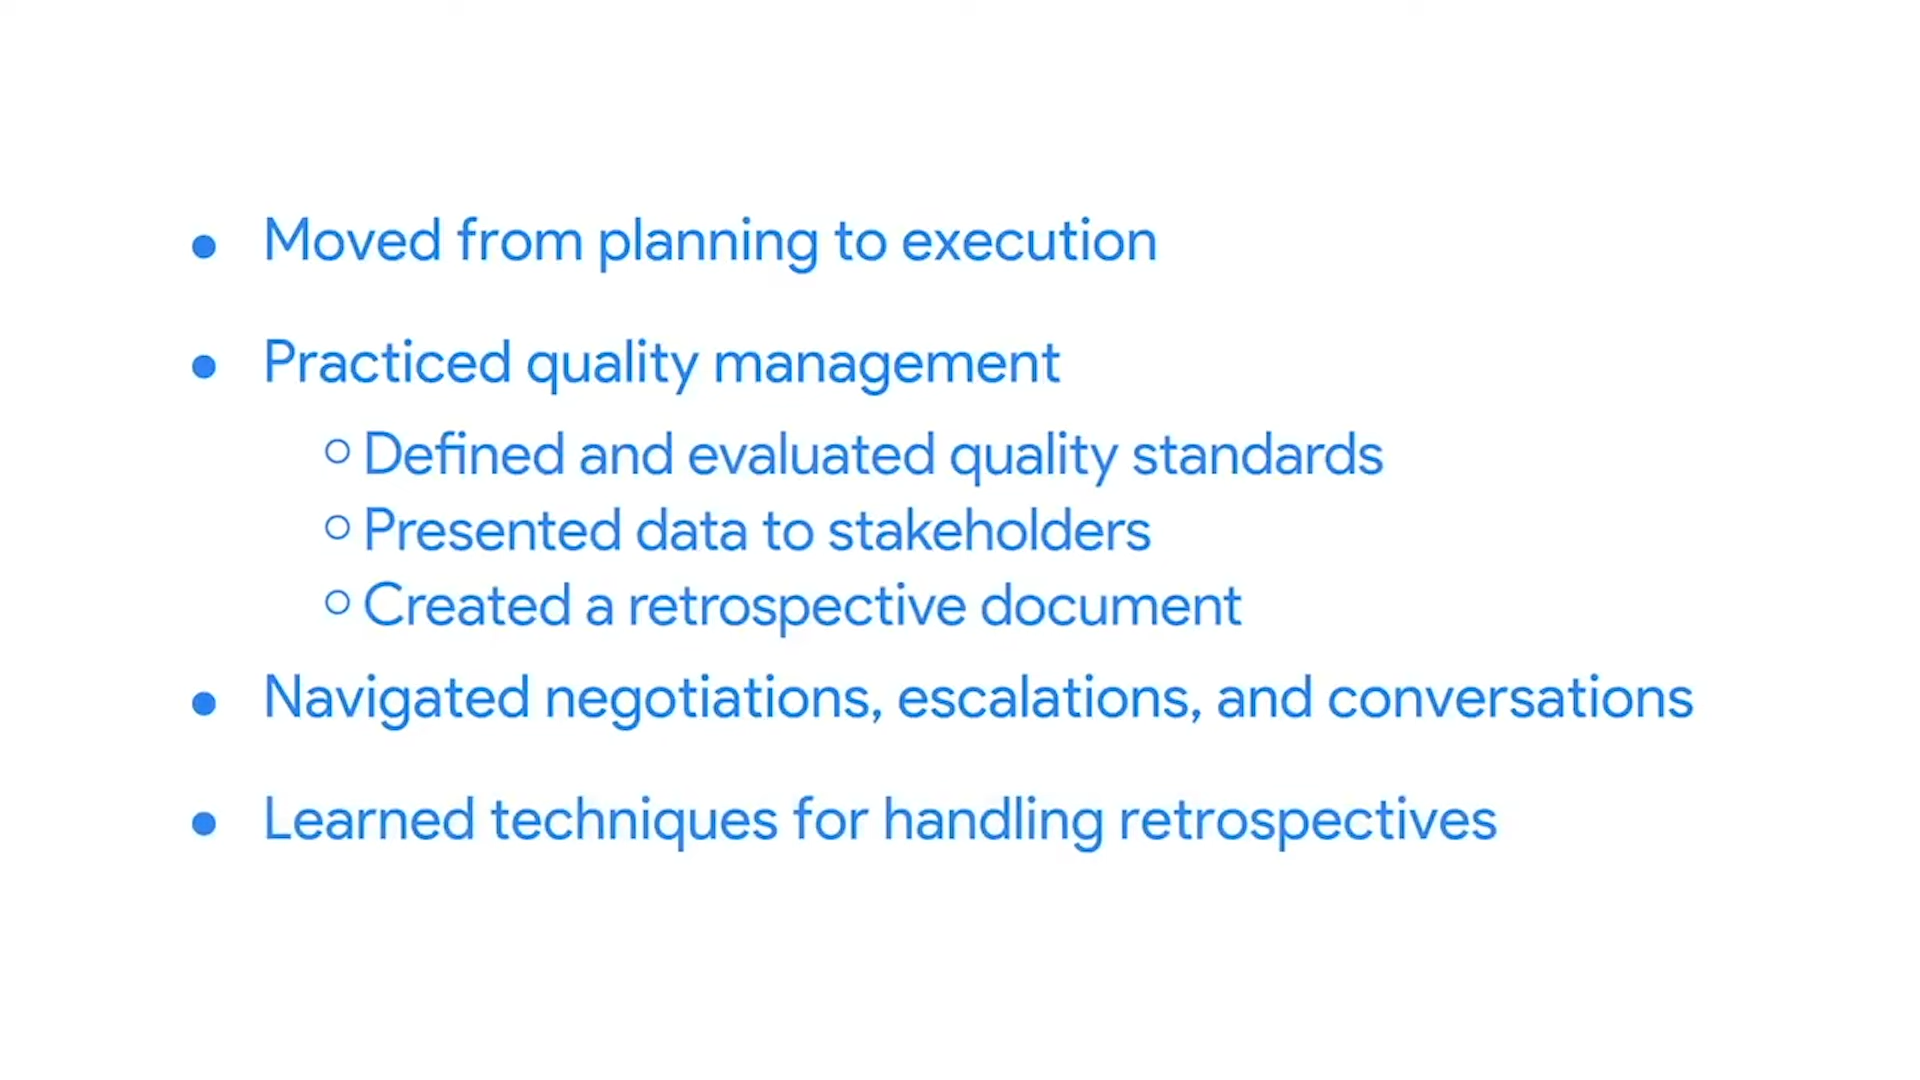 ● Moved from planning to execution
● Practiced quality management
○ Defined and evaluated quality standards
○ Presented data to stakeholders
○ Created a retrospective document
● Navigated negotiations, escalations, and conversations
● Learned techniques for handling retrospectives